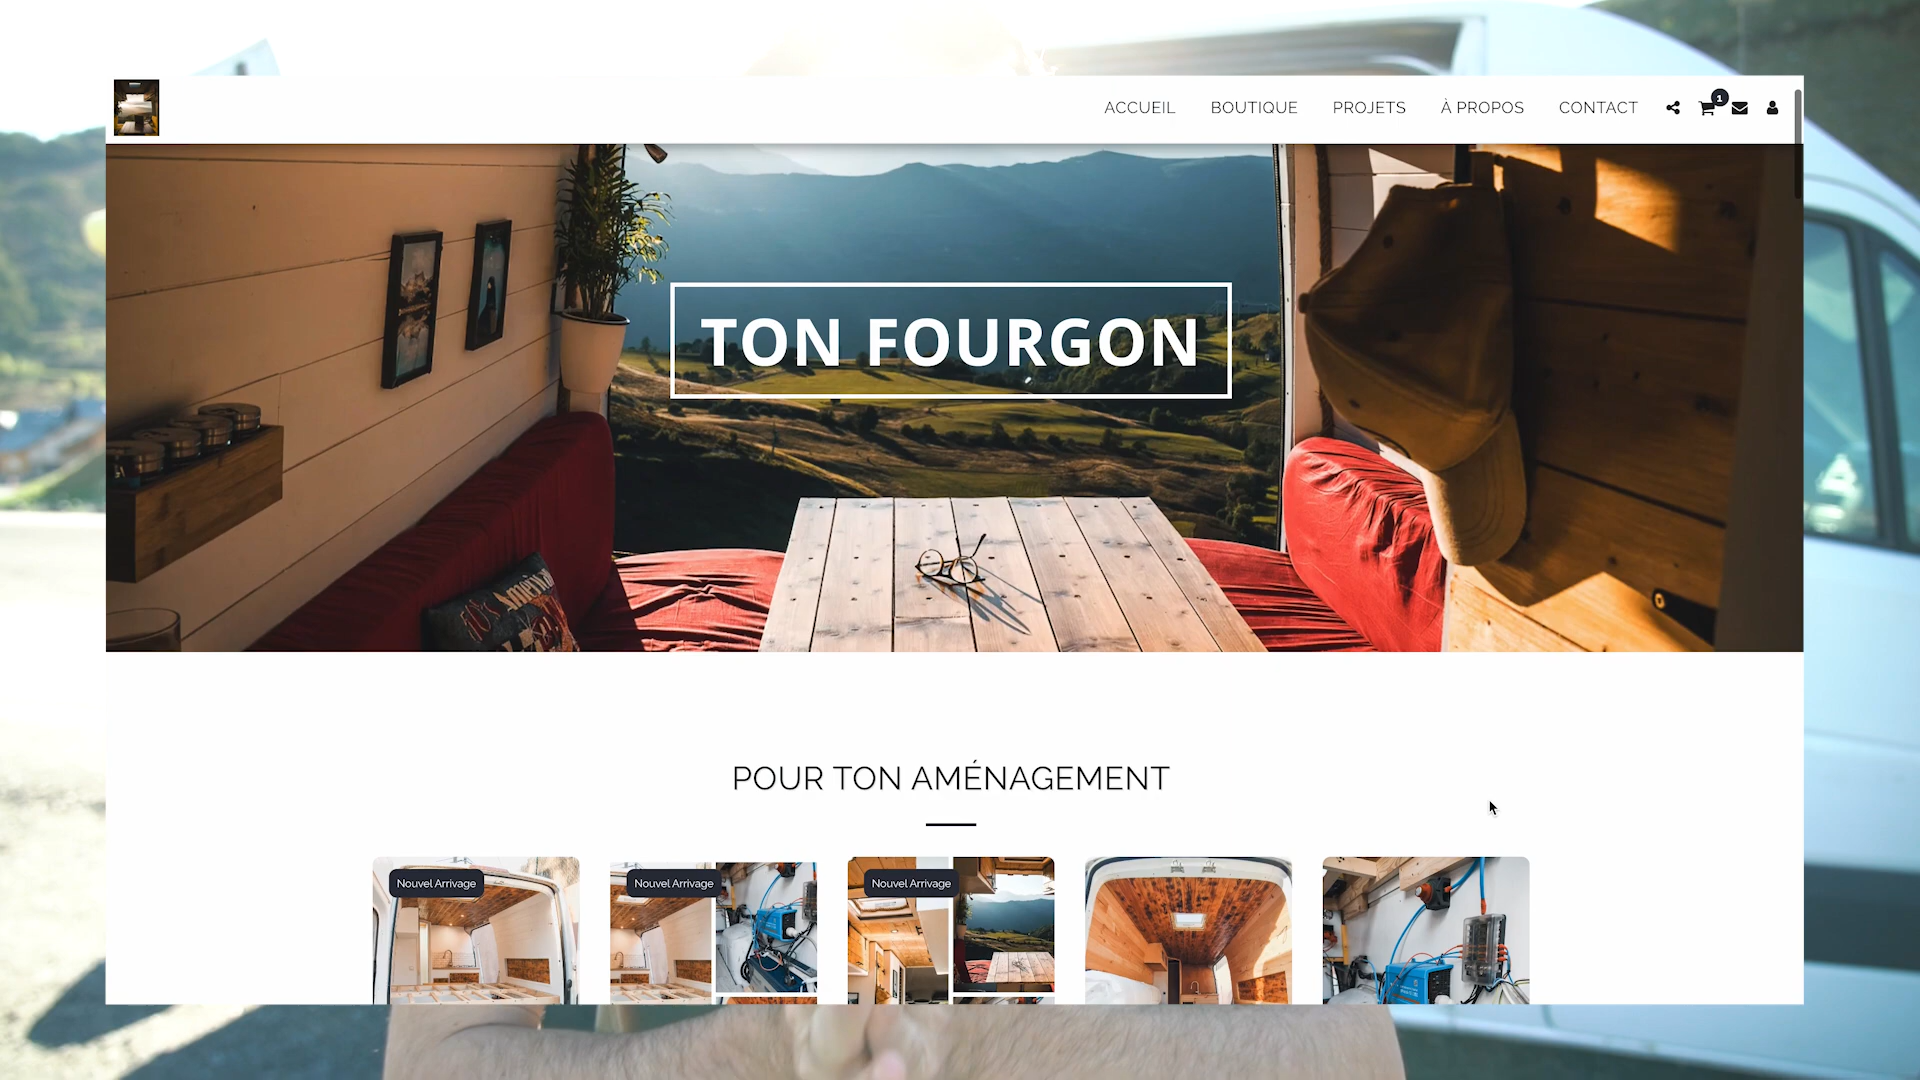 ACCUEIL BOUTIQUE PROJETS À PROPOS CONTACT 1
TON FOURGON
POUR TON AMÉNAGEMENT
Nouvel Arrivage Nouvel Arrivage Nouvel Arrivage